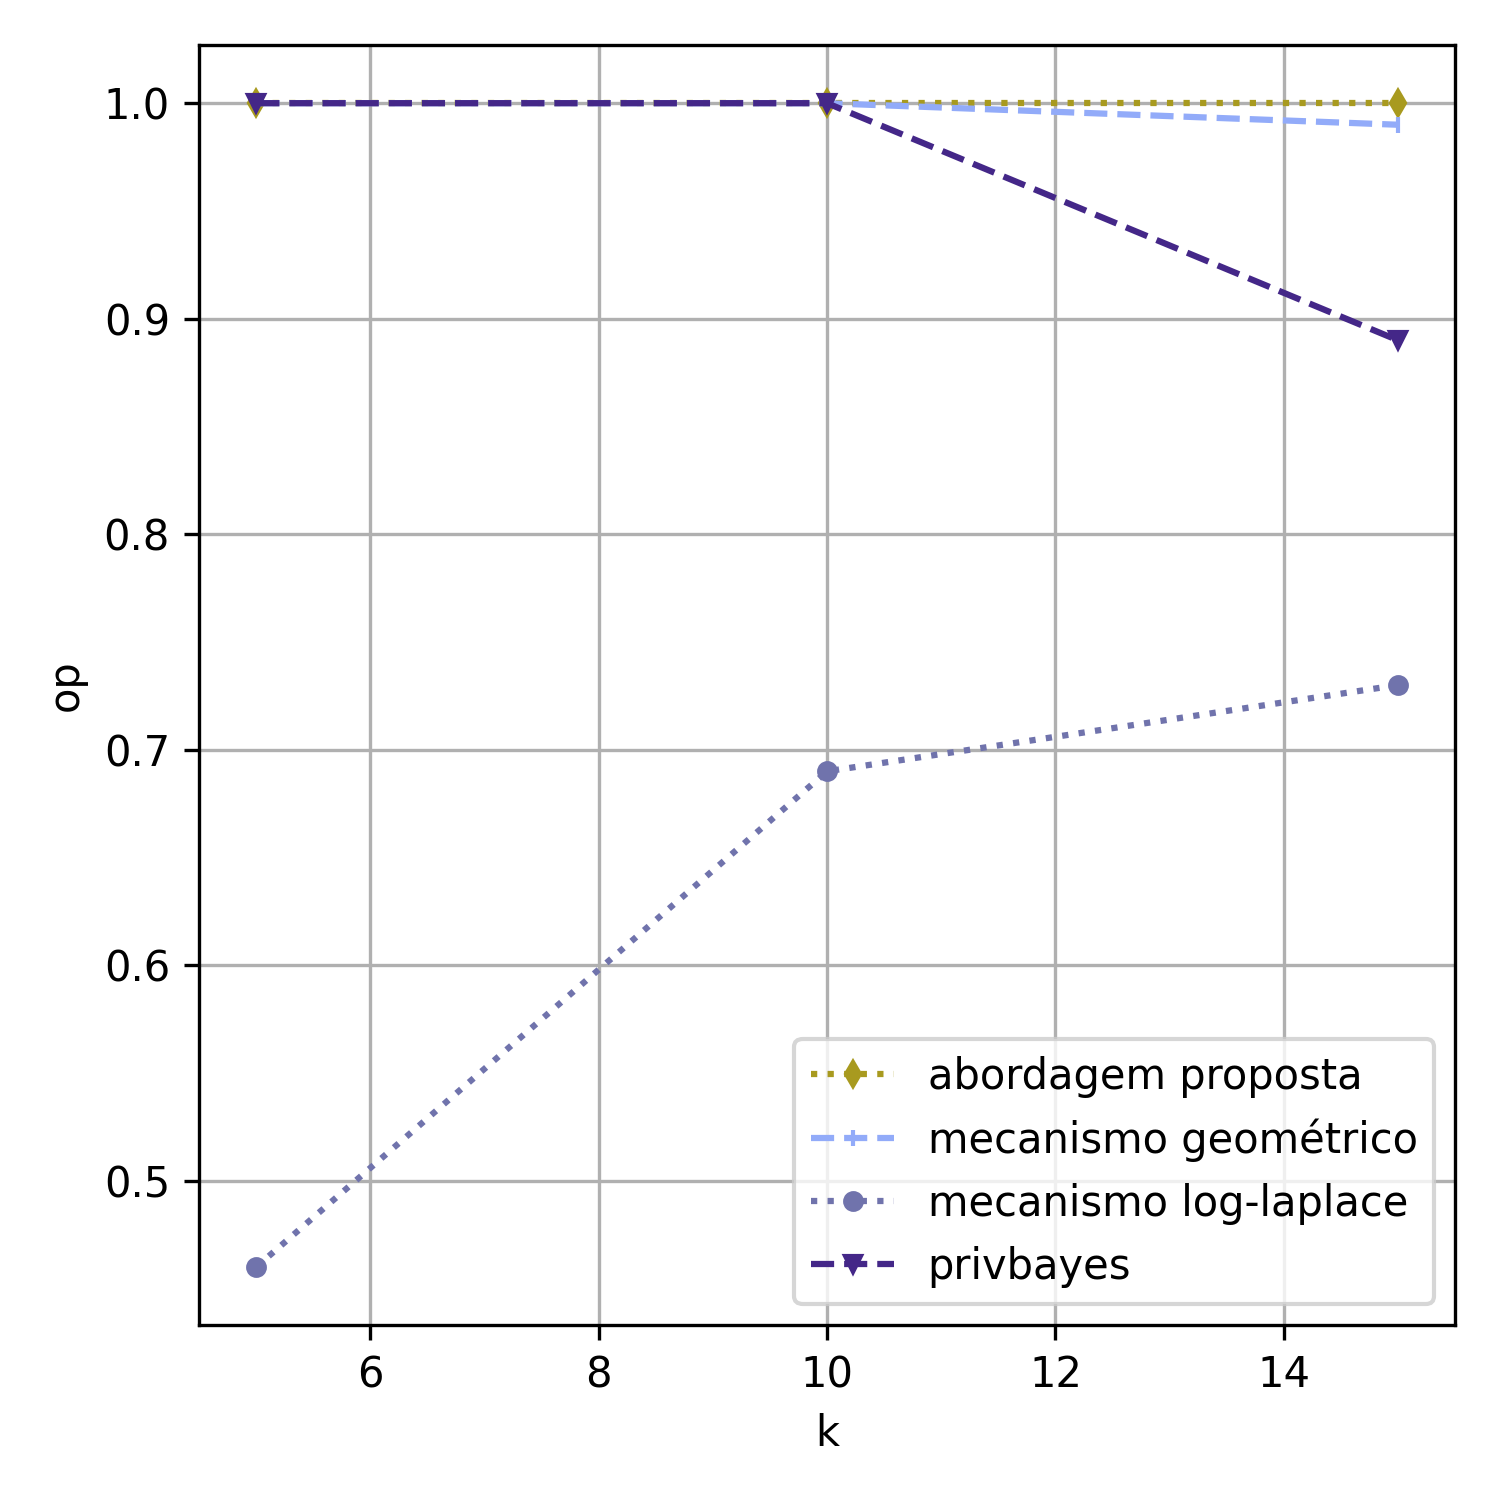 1.0
0.9
0.8
0.7
0.6
0.5
op
6 8 10 12 14
k
abordagem proposta
mecanismo geométrico
mecanismo log-laplace
privbayes